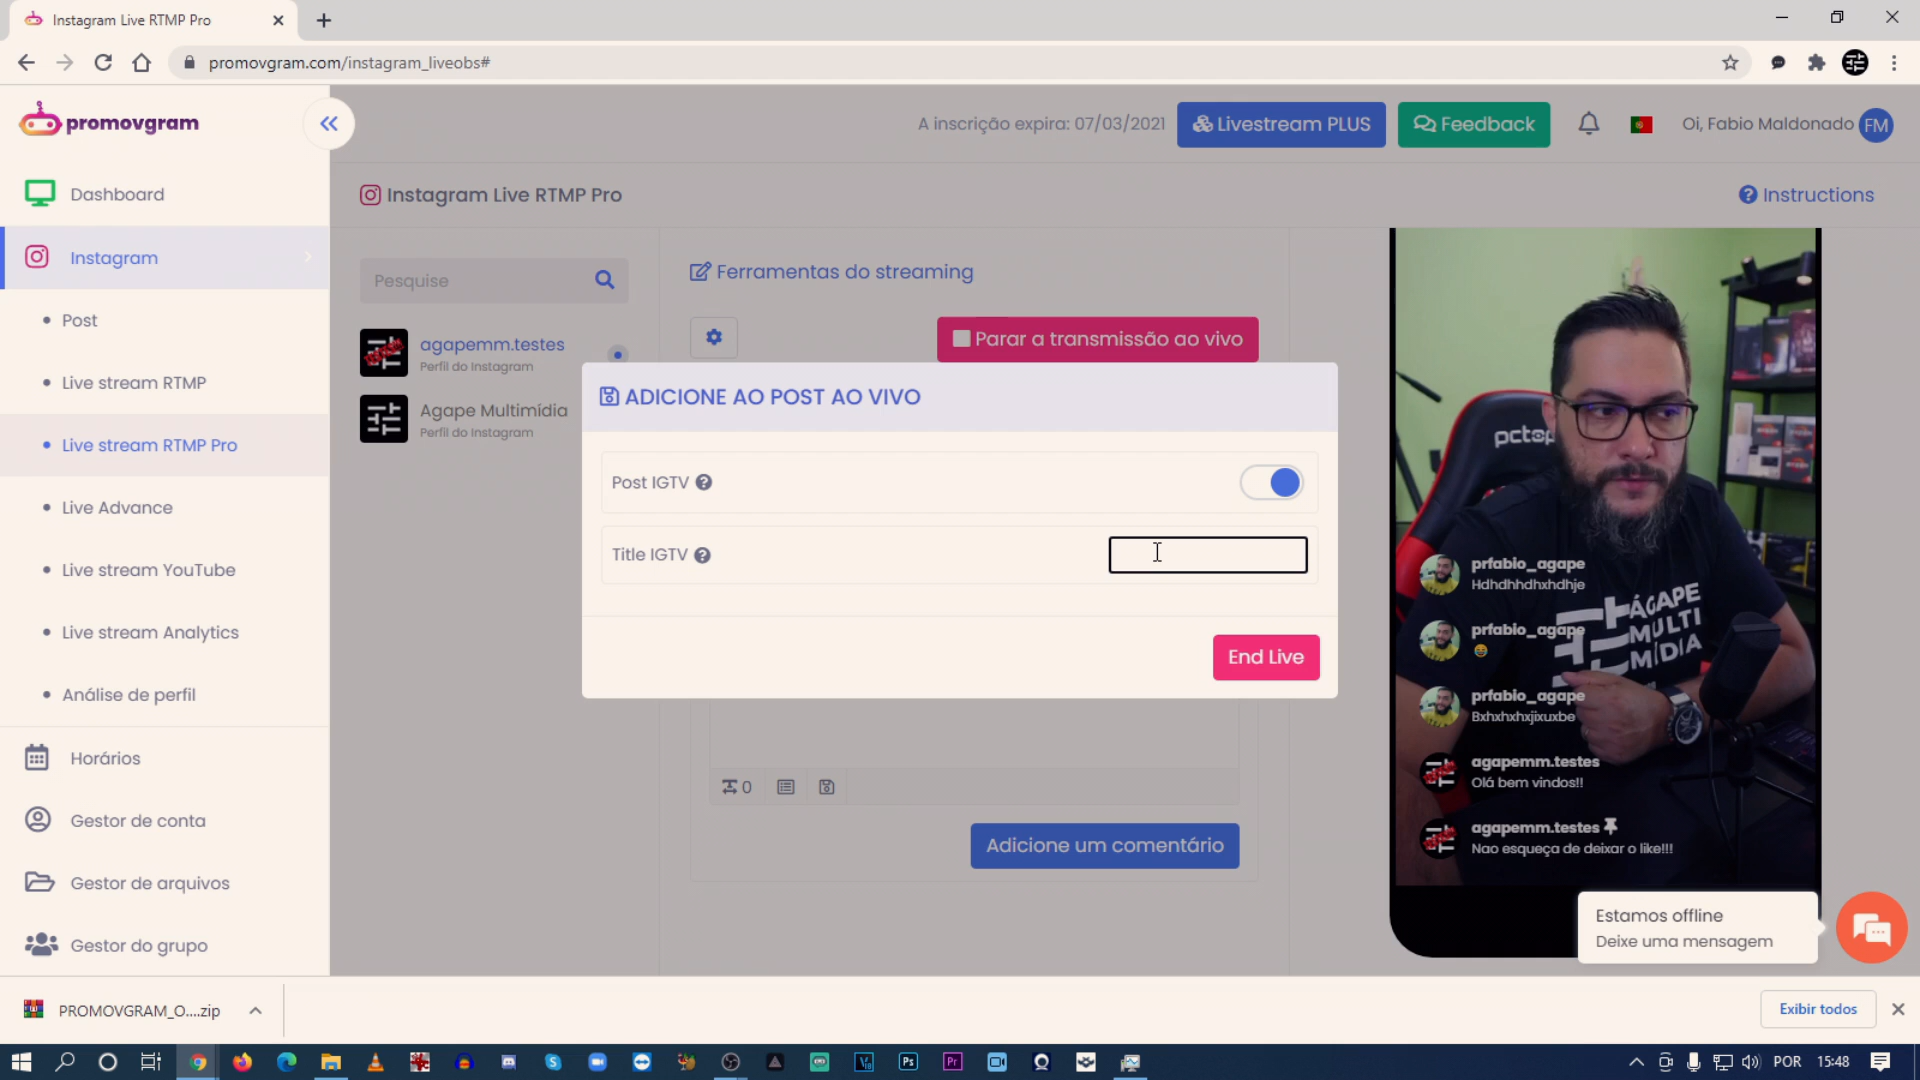 Instagram Live RTMP Pro
promovgram.com/instagram_liveobs#
promovgram
A inscrição expira: 07/03/2021
Livestream PLUS
Feedback
Oi, Fabio Maldonado
FM
Dashboard
Instagram
Post
Live stream RTMP
Live stream RTMP Pro
Live Advance
Live stream YouTube
Live stream Analytics
Análise de perfil
Horários
Gestor de conta
Gestor de arquivos
Gestor do grupo
Instagram Live RTMP Pro
Instructions
Pesquise
agapemm.testes
Perfil do Instagram
Agape Multimídia
Perfil do Instagram
Ferramentas do streaming
Parar a transmissão ao vivo
ADICIONE AO POST AO VIVO
Post IGTV
Title IGTV
End Live
0
Adicione um comentário
ÁGAPE
MULTI
MÍDIA
prfabio_agape
Hdhdhhdhxhdhje
prfabio_agape
😂
prfabio_agape
Bxhxhxhxjixuxbe
agapemm.testes
Olá bem vindos!!
agapemm.testes
Nao esqueça de deixar o like!!!
Estamos offline
Deixe uma mensagem
PROMOVGRAM_O....zip
Exibir todos
Ps
Pr
POR
15:48